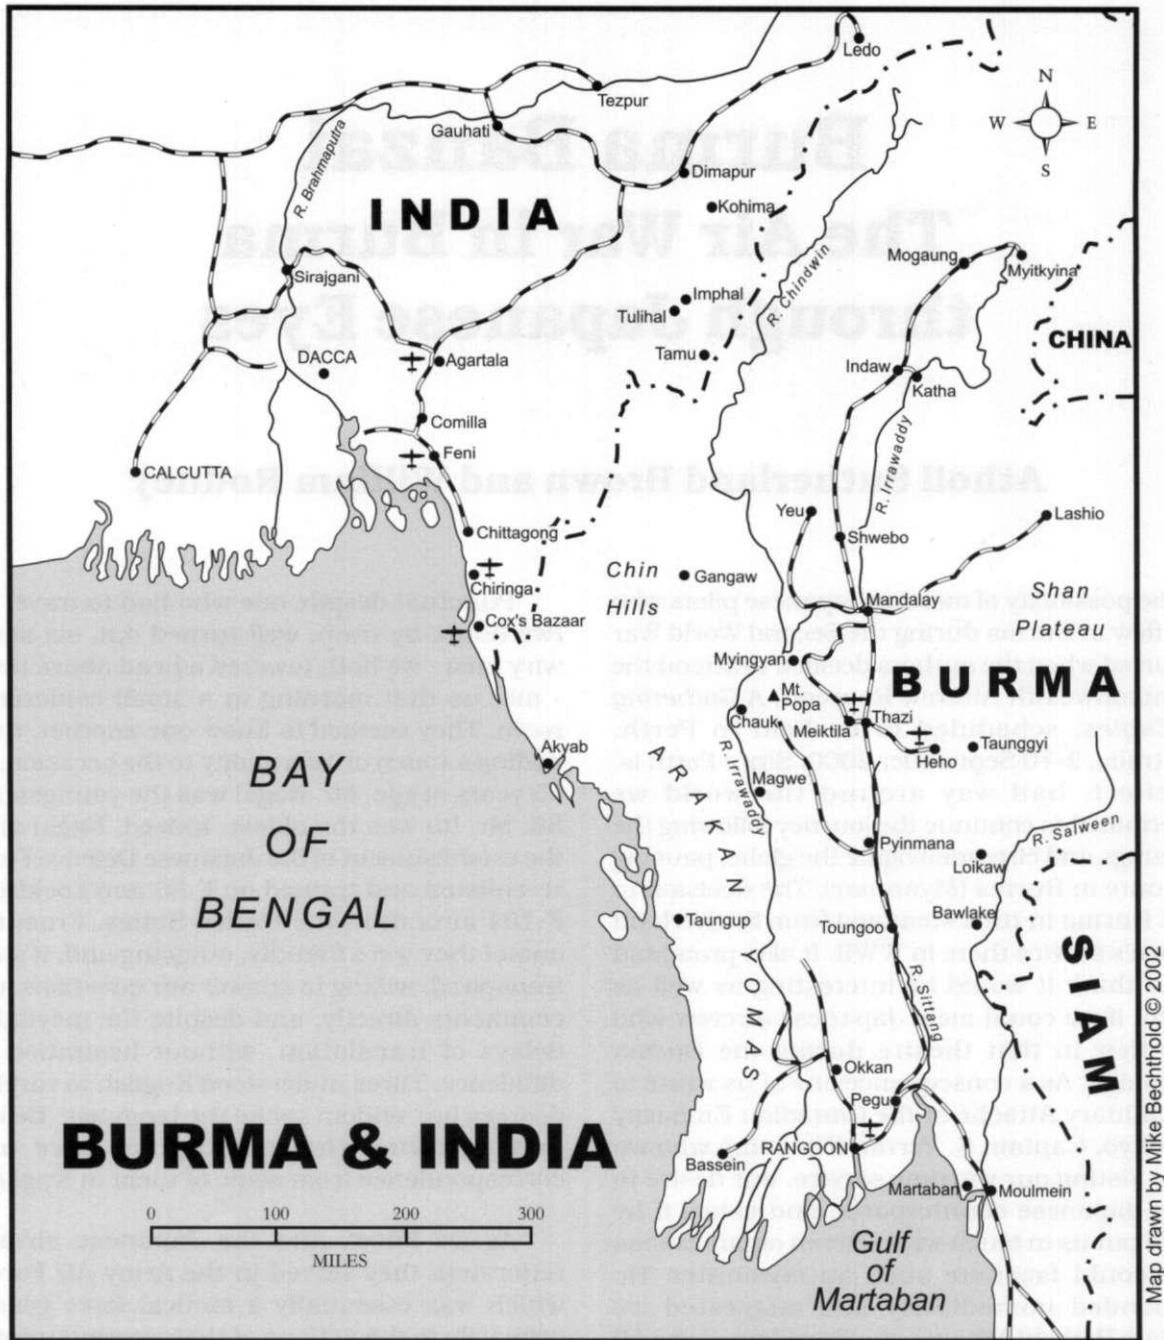 Ledo
N
Tezpur
W E
Gauhati
S
R. Brahmaputra
Dimapur
Kohima
INDIA
R. Chindwin
Mogaung
Myitkyina
Sirajgani
Imphal
Tulihal
CHINA
DACCA
Agartala
Tamu
Indaw
Katha
Comilla
R. Irrawaddy
Feni
CALCUTTA
Yeu
Lashio
Chittagong
Shwebo
Chin
Hills
Gangaw
Chiringa
Mandalay
Shan
Plateau
Cox's Bazaar
Myingyan
BURMA
Mt.
Popa
Chauk
Meiktila
Thazi
Taunggyi
Heho
Akyab
BAY
OF
BENGAL
ARAKAN YOMAS
R. Irrawaddy
Magwe
R. Salween
Pyinmana
Loikaw
Taungup
Bawlake
Toungoo
SIAM
R. Sittang
Okkan
Pegu
BURMA & INDIA
RANGOON
Bassein
Martaban
Moulmein
0 100 200 300
MILES
Gulf
of
Martaban
Map drawn by Mike Bechthold © 2002